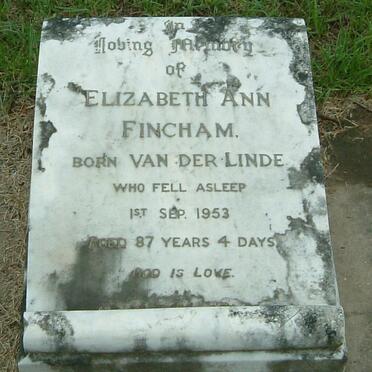 In
Loving Memory
of
ELIZABETH ANN
FINCHAM.
BORN VAN DER LINDE
WHO FELL ASLEEP
1ST SEP. 1953
AGED 87 YEARS 4 DAYS
GOD IS LOVE.